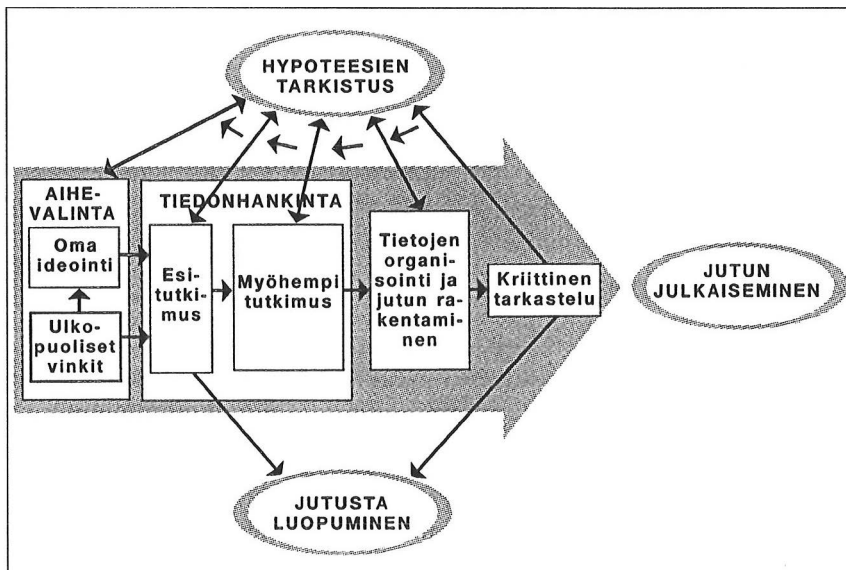 HYPOTEESIEN
TARKISTUS
AIHE-
VALINTA
Oma
ideointi
Ulko-
puoliset
vinkit
TIEDONHANKINTA
Esi-
tutki-
mus
Myöhempi
tutkimus
Tietojen
organi-
sointi ja
jutun ra-
kentami-
nen
Kriittinen
tarkastelu
JUTUN
JULKAISEMINEN
JUTUSTA
LUOPUMINEN